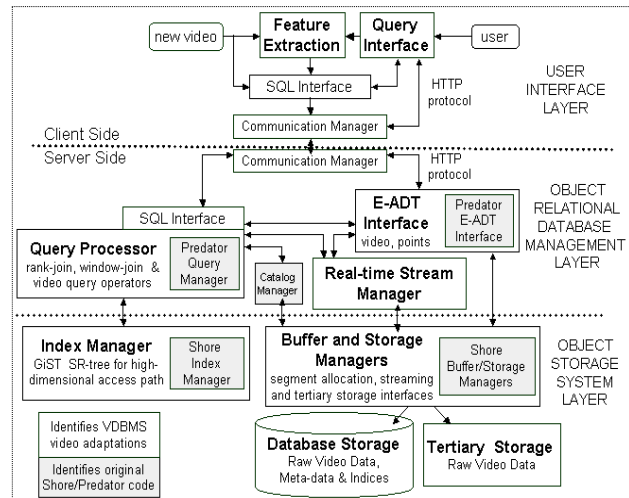 new video
Feature
Extraction
Query
Interface
user
USER
INTERFACE
LAYER
SQL Interface
HTTP
protocol
Communication Manager
Client Side
Server Side
Communication Manager
HTTP
protocol
SQL Interface
E-ADT
Interface
video, points
Predator
E-ADT
Interface
OBJECT
RELATIONAL
DATABASE
MANAGEMENT
LAYER
Query Processor
rank-join, window-join &
video query operators
Predator
Query
Manager
Catalog
Manager
Real-time Stream
Manager
Index Manager
GiST SR-tree for high-
dimensional access path
Shore
Index
Manager
Buffer and Storage
Managers
segment allocation, streaming
and tertiary storage interfaces
Shore
Buffer/Storage
Managers
OBJECT
STORAGE
SYSTEM
LAYER
Identifies VDBMS
video adaptations
Identifies original
Shore/Predator code
Database Storage
Raw Video Data,
Meta-data & Indices
Tertiary Storage
Raw Video Data